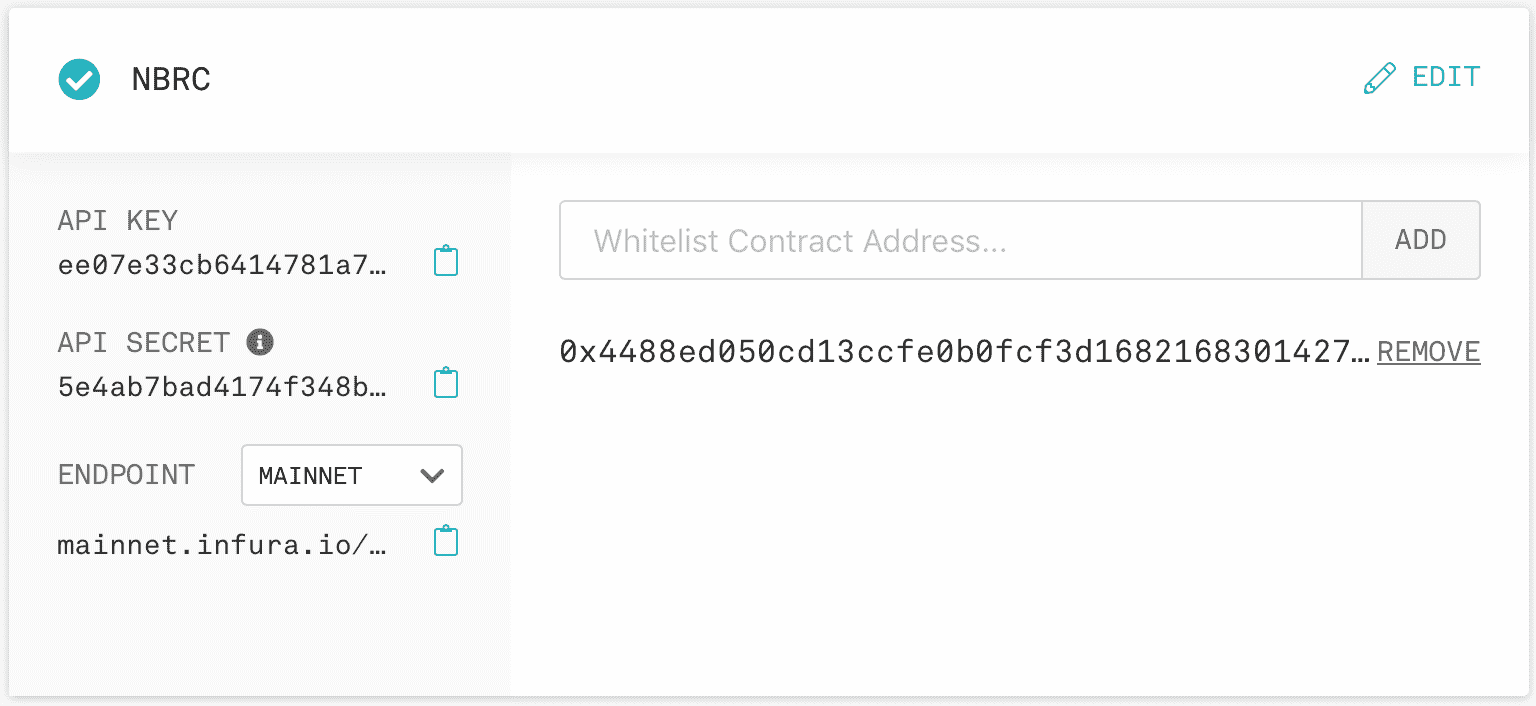 NBRC
EDIT
API KEY
ee07e33cb6414781a7…
API SECRET
5e4ab7bad4174f348b…
ENDPOINT
MAINNET
mainnet.infura.io/…
Whitelist Contract Address...
ADD
0x4488ed050cd13ccfe0b0fcf3d1682168301427… REMOVE